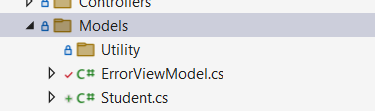 Controllers
Models
Utility
C# ErrorViewModel.cs
C# Student.cs